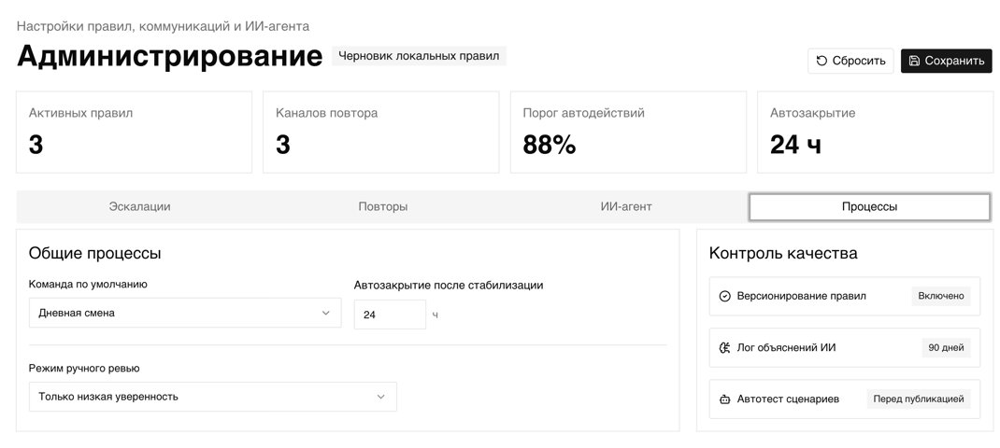 Настройки правил, коммуникаций и ИИ-агента
Администрирование
Черновик локальных правил
Сбросить
Сохранить
Активных правил
3
Каналов повтора
3
Порог автодействий
88%
Автозакрытие
24 ч
Эскалации
Повторы
ИИ-агент
Процессы
Общие процессы
Команда по умолчанию
Дневная смена
Автозакрытие после стабилизации
24
ч
Режим ручного ревью
Только низкая уверенность
Контроль качества
Версионирование правил
Включено
Лог объяснений ИИ
90 дней
Автотест сценариев
Перед публикацией